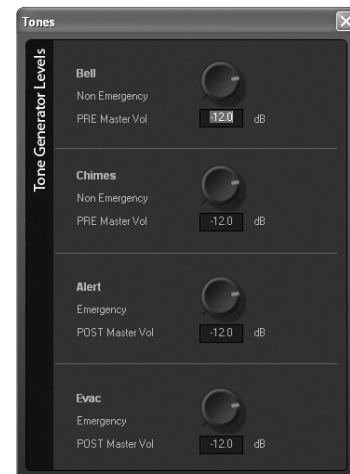 Tones
Tone Generator Levels
Bell
Non Emergency
PRE Master Vol -12.0 dB
Chimes
Non Emergency
PRE Master Vol -12.0 dB
Alert
Emergency
POST Master Vol -12.0 dB
Evac
Emergency
POST Master Vol -12.0 dB